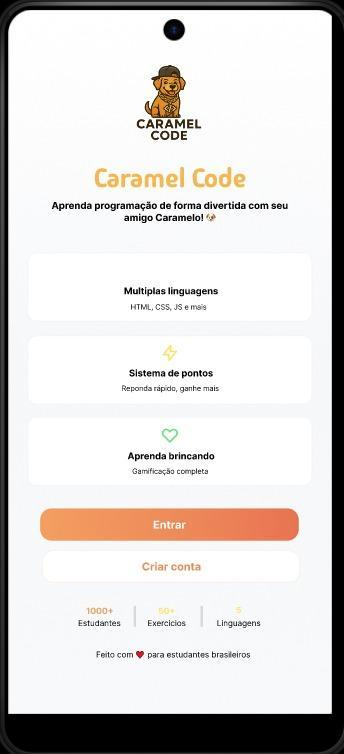 CARAMEL
CODE
Caramel Code
Aprenda programação de forma divertida com seu
amigo Caramelo! 🐶
Multiplas linguagens
HTML, CSS, JS e mais
Sistema de pontos
Reponda rápido, ganhe mais
Aprenda brincando
Gamificação completa
Entrar
Criar conta
1000+ 50+ 5
Estudantes Exercicios Linguagens
Feito com ❤️ para estudantes brasileiros